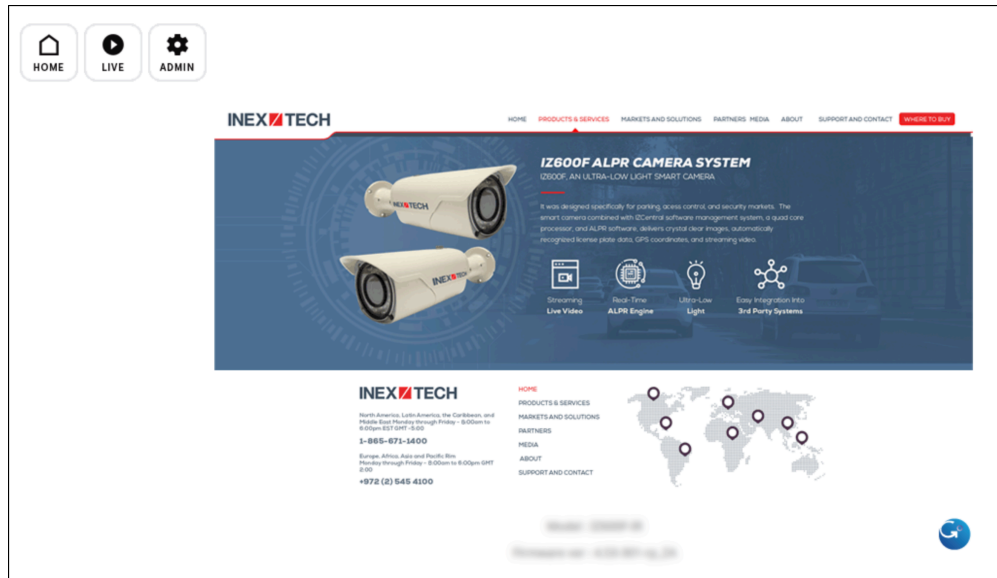 HOME
LIVE
ADMIN
INEX TECH
HOME PRODUCTS & SERVICES MARKETS AND SOLUTIONS PARTNERS MEDIA ABOUT SUPPORT AND CONTACT WHERE TO BUY
IZ600F ALPR CAMERA SYSTEM
IZ600F, AN ULTRA-LOW LIGHT SMART CAMERA
It was designed specifically for parking, acess control, and security markets. The
smart camera combined with IZCentral software management system, a quad core
processor, and ALPR software, delivers crystal clear images, automatically
recognized license plate data, GPS coordinates, and streaming video.
INEX TECH
INEX TECH
Streaming
Live Video
Real-Time
ALPR Engine
Ultra-Low
Light
Easy Integration Into
3rd Party Systems
INEX TECH
North America, Latin America, the Caribbean, and
Middle East Monday through Friday - 8:00am to
6:00pm EST GMT -5:00
1-865-671-1400
Europe, Africa, Asia and Pacific Rim
Monday through Friday - 8:00am to 6:00pm GMT
2:00
+972 (2) 545 4100
HOME
PRODUCTS & SERVICES
MARKETS AND SOLUTIONS
PARTNERS
MEDIA
ABOUT
SUPPORT AND CONTACT